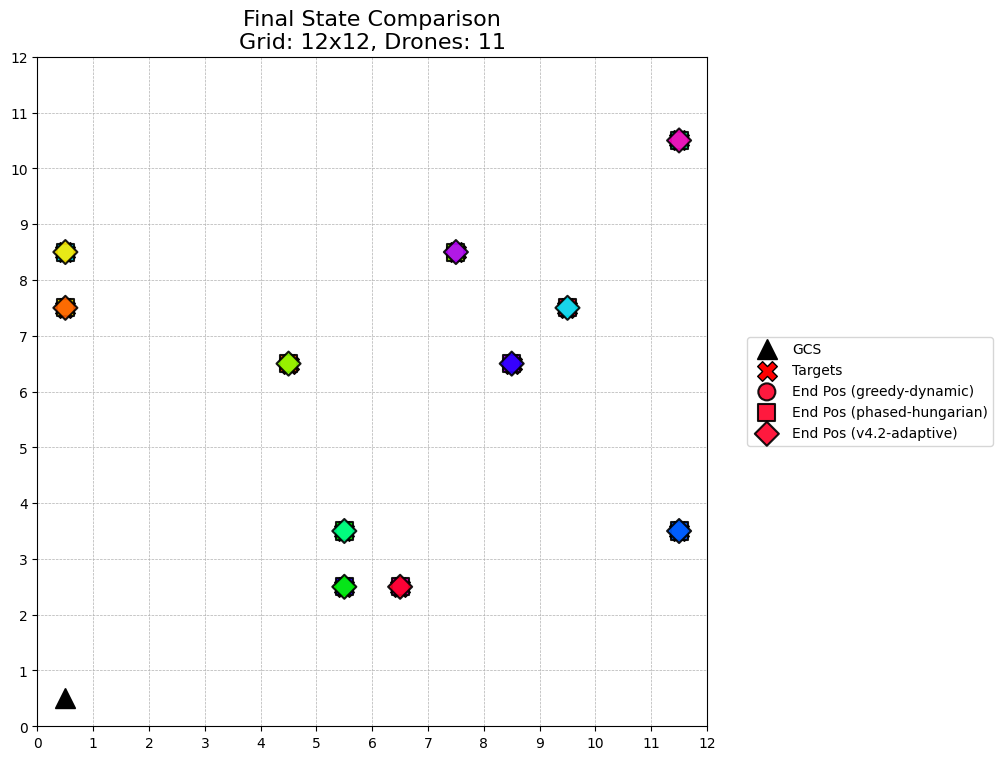 Final State Comparison
Grid: 12x12, Drones: 11
12
11
10
9
8
7
6
5
4
3
2
1
0
0 1 2 3 4 5 6 7 8 9 10 11 12
GCS
Targets
End Pos (greedy-dynamic)
End Pos (phased-hungarian)
End Pos (v4.2-adaptive)